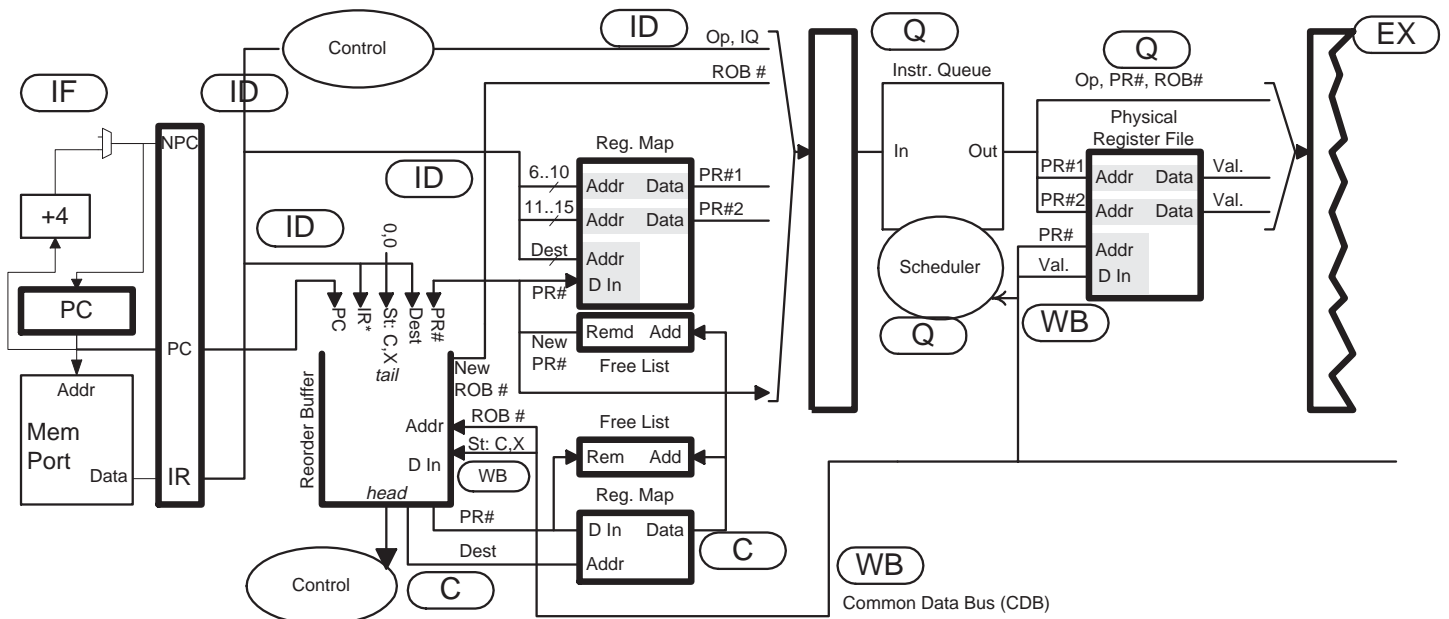 IF
ID
Control
ID
Op, IQ
ROB #
Q
Instr. Queue
In
Out
Q
Op, PR#, ROB#
Physical
Register File
EX
NPC
+4
PC
Addr
Mem
Port
Data
PC
IR
ID
ID
0,0
PC
IR*
St: C,X
Dest
PR#
tail
Reg. Map
6..10
Addr
Data
PR#1
11..15
Addr
Data
PR#2
Dest
Addr
D In
PR#
Remd
Add
New
PR#
Free List
Scheduler
Q
PR#1
Addr
Data
Val.
PR#2
Addr
Data
Val.
PR#
Addr
Val.
D In
WB
Reorder Buffer
New
ROB #
Addr
ROB #
St: C,X
D In
WB
head
Free List
Rem
Add
Reg. Map
PR#
D In
Data
Dest
Addr
C
Control
C
WB
Common Data Bus (CDB)